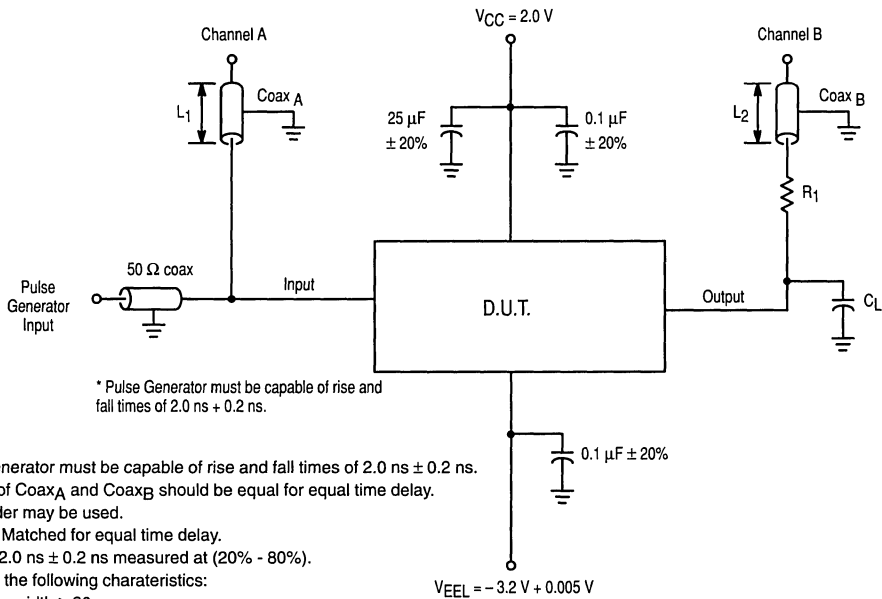 VCC = 2.0 V
Channel A
Channel B
L1
Coax A
25 µF
± 20%
0.1 µF
± 20%
L2
Coax B
R1
50 Ω coax
Pulse
Generator
Input
Input
D.U.T.
Output
CL
* Pulse Generator must be capable of rise and
fall times of 2.0 ns + 0.2 ns.
0.1 µF ± 20%
must be capable of rise and fall times of 2.0 ns ± 0.2 ns.
of CoaxA and CoaxB should be equal for equal time delay.
may be used.
Matched for equal time delay.
2.0 ns ± 0.2 ns measured at (20% - 80%).
the following charateristics:
VEEL = – 3.2 V + 0.005 V